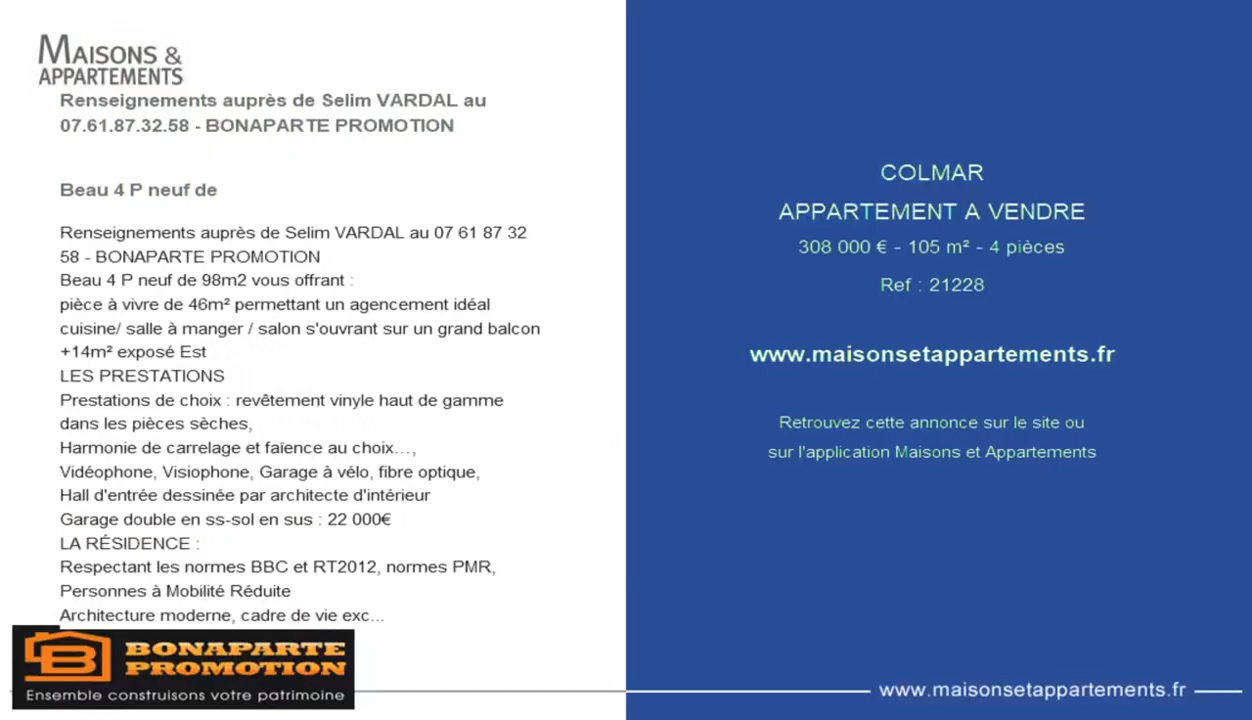 MAISONS &
APPARTEMENTS
Renseignements auprès de Selim VARDAL au
07.61.87.32.58 - BONAPARTE PROMOTION
Beau 4 P neuf de
Renseignements auprès de Selim VARDAL au 07 61 87 32
58 - BONAPARTE PROMOTION
Beau 4 P neuf de 98m2 vous offrant :
pièce à vivre de 46m² permettant un agencement idéal
cuisine/ salle à manger / salon s'ouvrant sur un grand balcon
+14m² exposé Est
LES PRESTATIONS
Prestations de choix : revêtement vinyle haut de gamme
dans les pièces sèches,
Harmonie de carrelage et faïence au choix…,
Vidéophone, Visiophone, Garage à vélo, fibre optique,
Hall d'entrée dessinée par architecte d'intérieur
Garage double en ss-sol en sus : 22 000€
LA RÉSIDENCE :
Respectant les normes BBC et RT2012, normes PMR,
Personnes à Mobilité Réduite
Architecture moderne, cadre de vie exc...
B BONAPARTE
PROMOTION
Ensemble construisons votre patrimoine
COLMAR
APPARTEMENT A VENDRE
308 000 € - 105 m² - 4 pièces
Ref : 21228
www.maisonsetappartements.fr
Retrouvez cette annonce sur le site ou
sur l'application Maisons et Appartements
www.maisonsetappartements.fr